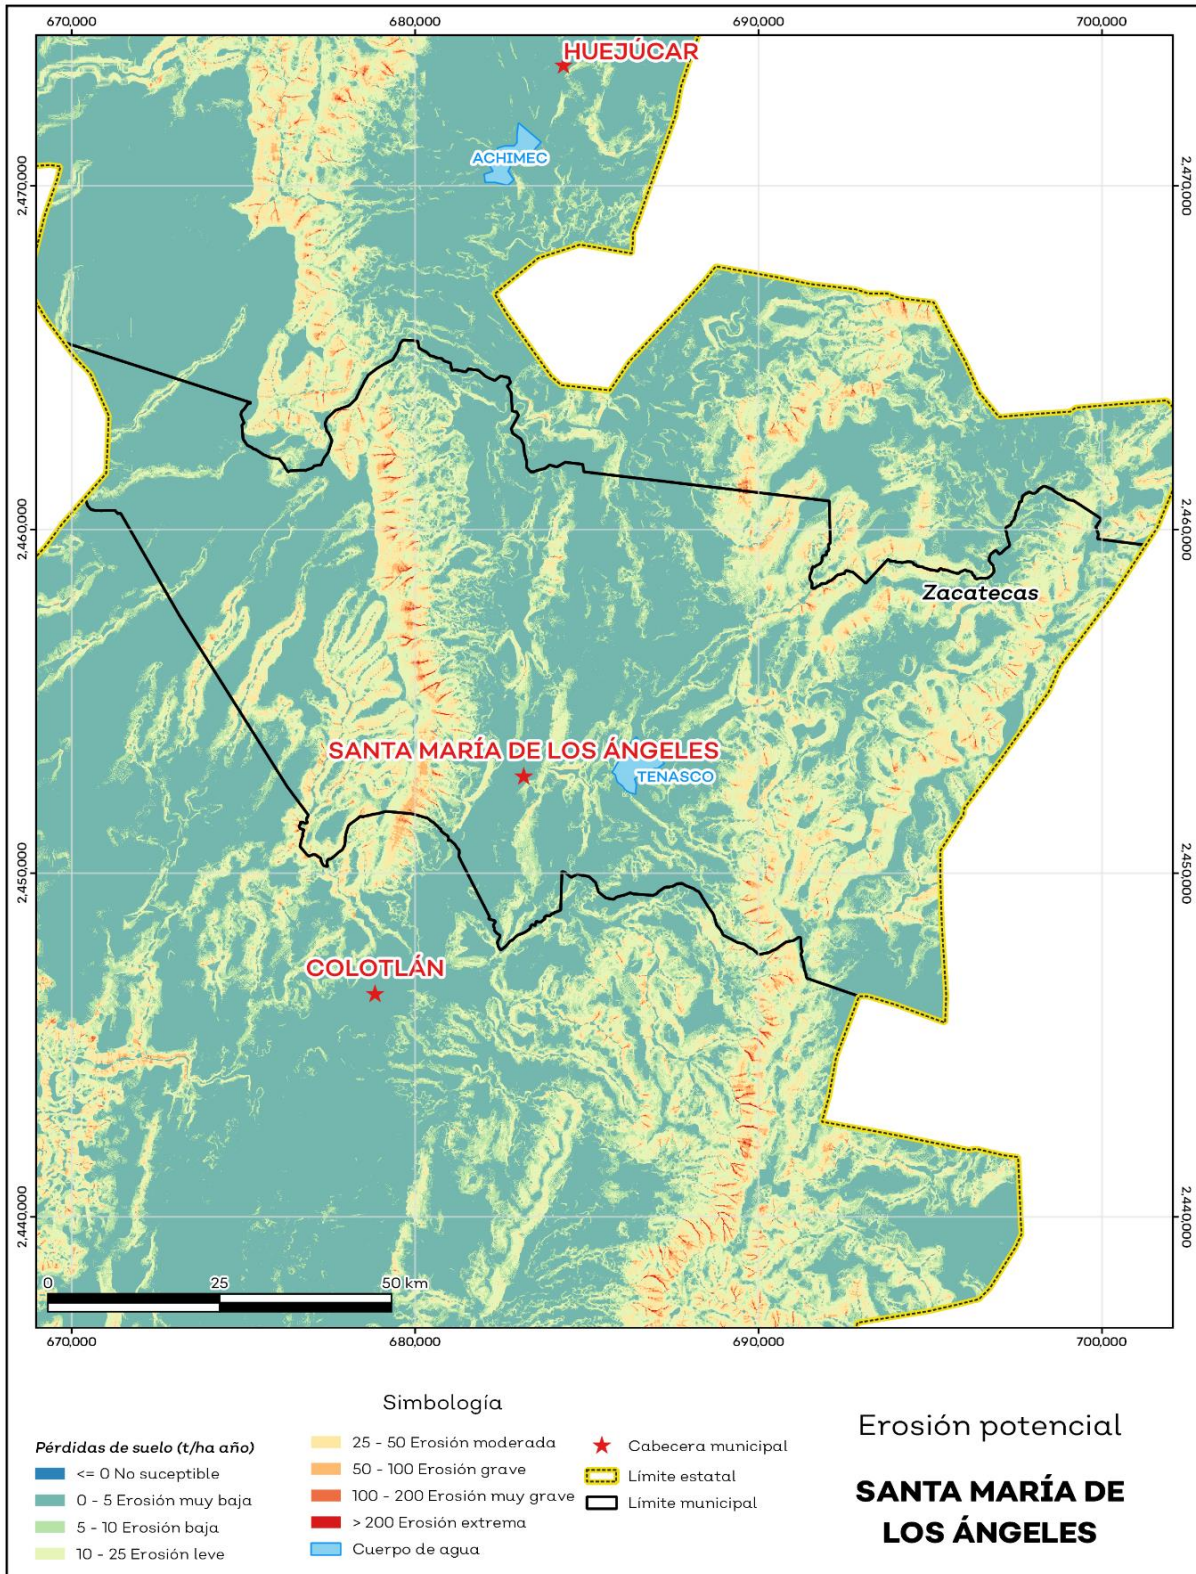 670,000
680,000
690,000
700,000
HUEJÚCAR
ACHIMEC
2,470,000
2,470,000
2,460,000
2,460,000
Zacatecas
SANTA MARÍA DE LOS ÁNGELES
TENASCO
2,450,000
2,450,000
COLOTLÁN
2,440,000
2,440,000
0 25 50 km
670,000
680,000
690,000
700,000
Simbología
Pérdidas de suelo (t/ha año)
<= 0 No suceptible
0 - 5 Erosión muy baja
5 - 10 Erosión baja
10 - 25 Erosión leve
25 - 50 Erosión moderada
50 - 100 Erosión grave
100 - 200 Erosión muy grave
> 200 Erosión extrema
Cuerpo de agua
Cabecera municipal
Límite estatal
Límite municipal
Erosión potencial
SANTA MARÍA DE
LOS ÁNGELES